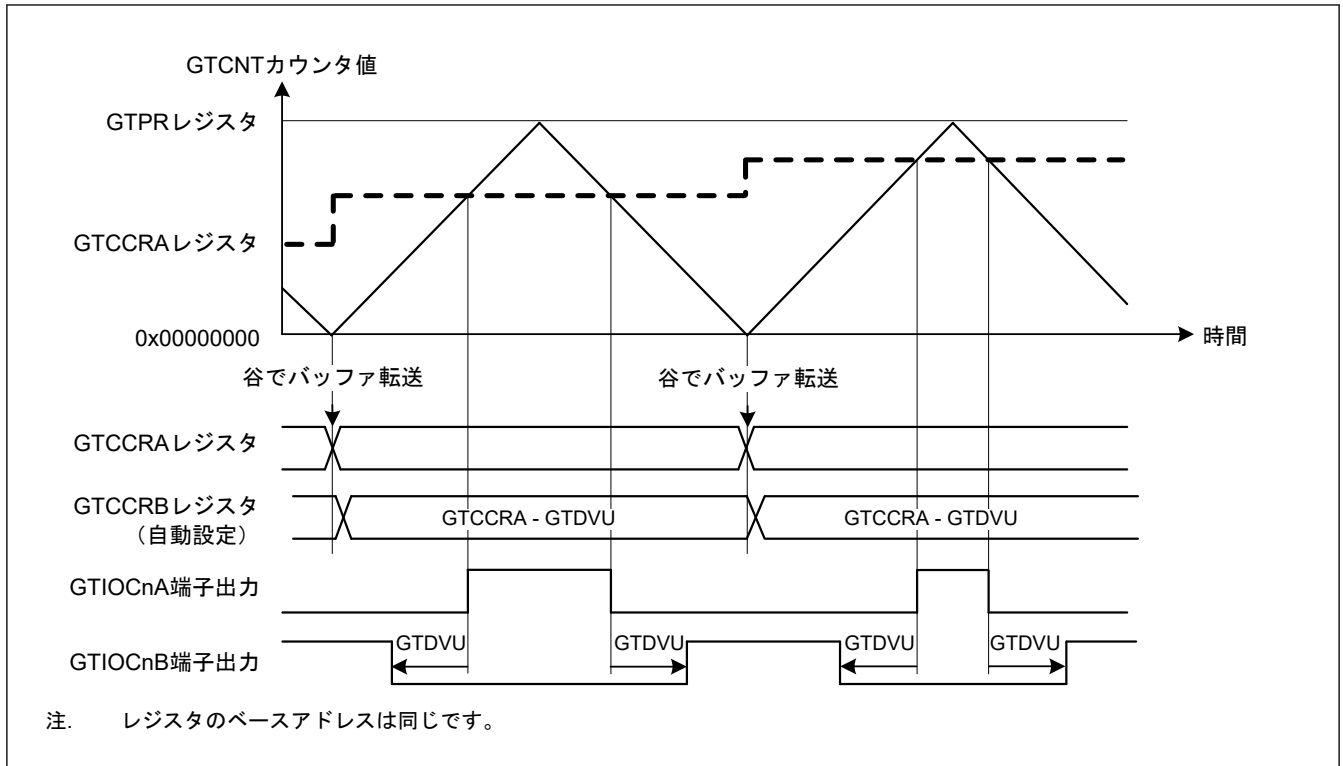 GTCNTカウンタ値
GTPRレジスタ
GTCCRAレジスタ
0x00000000
時間
谷でバッファ転送
谷でバッファ転送
GTCCRAレジスタ
GTCCRBレジスタ
（自動設定）
GTCCRA - GTDVU
GTCCRA - GTDVU
GTIOCnA端子出力
GTIOCnB端子出力
GTDVU
GTDVU
GTDVU
GTDVU
注. レジスタのベースアドレスは同じです。